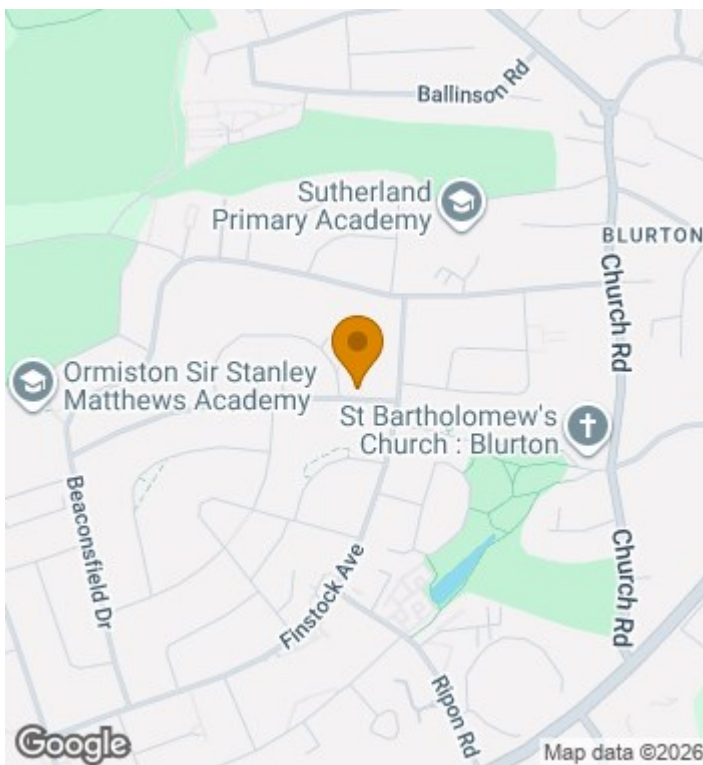 Ballinson Rd
Sutherland
Primary Academy
BLURTON
Church Rd
Ormiston Sir Stanley
Matthews Academy
St Bartholomew's
Church : Blurton
Beaconsfield Dr
Finstock Ave
Church Rd
Ripon Rd
Google
Map data ©2026